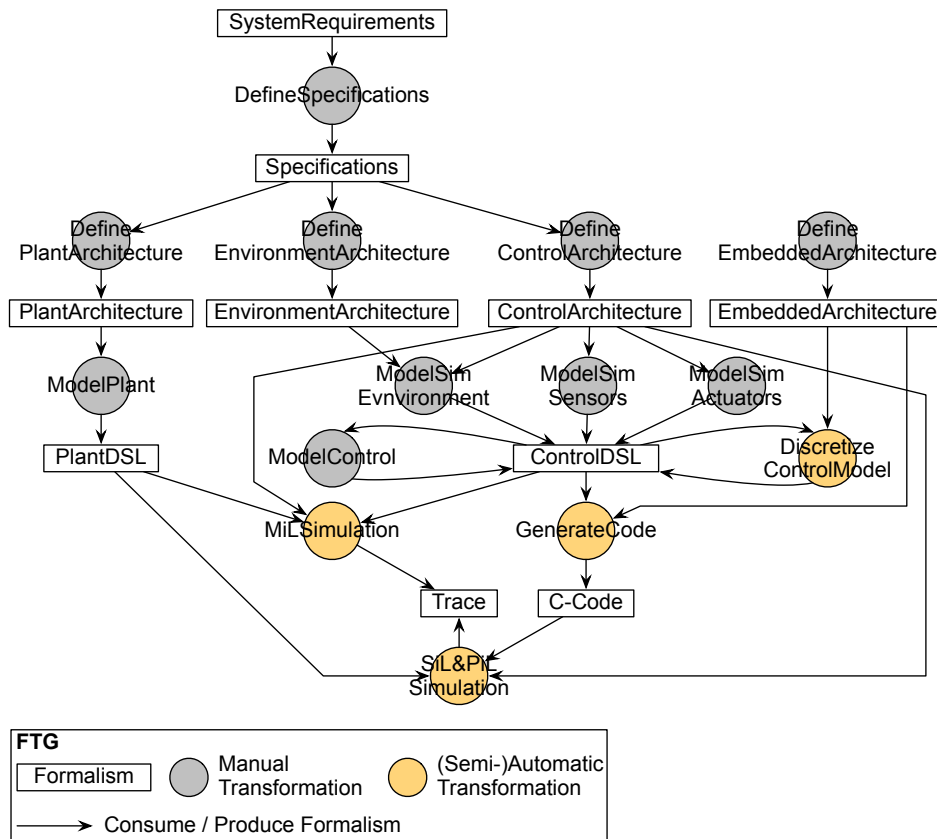 SystemRequirements
DefineSpecifications
Specifications
Define
PlantArchitecture
Define
EnvironmentArchitecture
Define
ControlArchitecture
Define
EmbeddedArchitecture
PlantArchitecture
EnvironmentArchitecture
ControlArchitecture
EmbeddedArchitecture
ModelPlant
ModelSim
Evnvironment
ModelSim
Sensors
ModelSim
Actuators
PlantDSL
ModelControl
ControlDSL
Discretize
ControlModel
MiLSimulation
GenerateCode
Trace
C-Code
SiL&PiL
Simulation
FTG
Formalism
Manual
Transformation
(Semi-)Automatic
Transformation
Consume / Produce Formalism